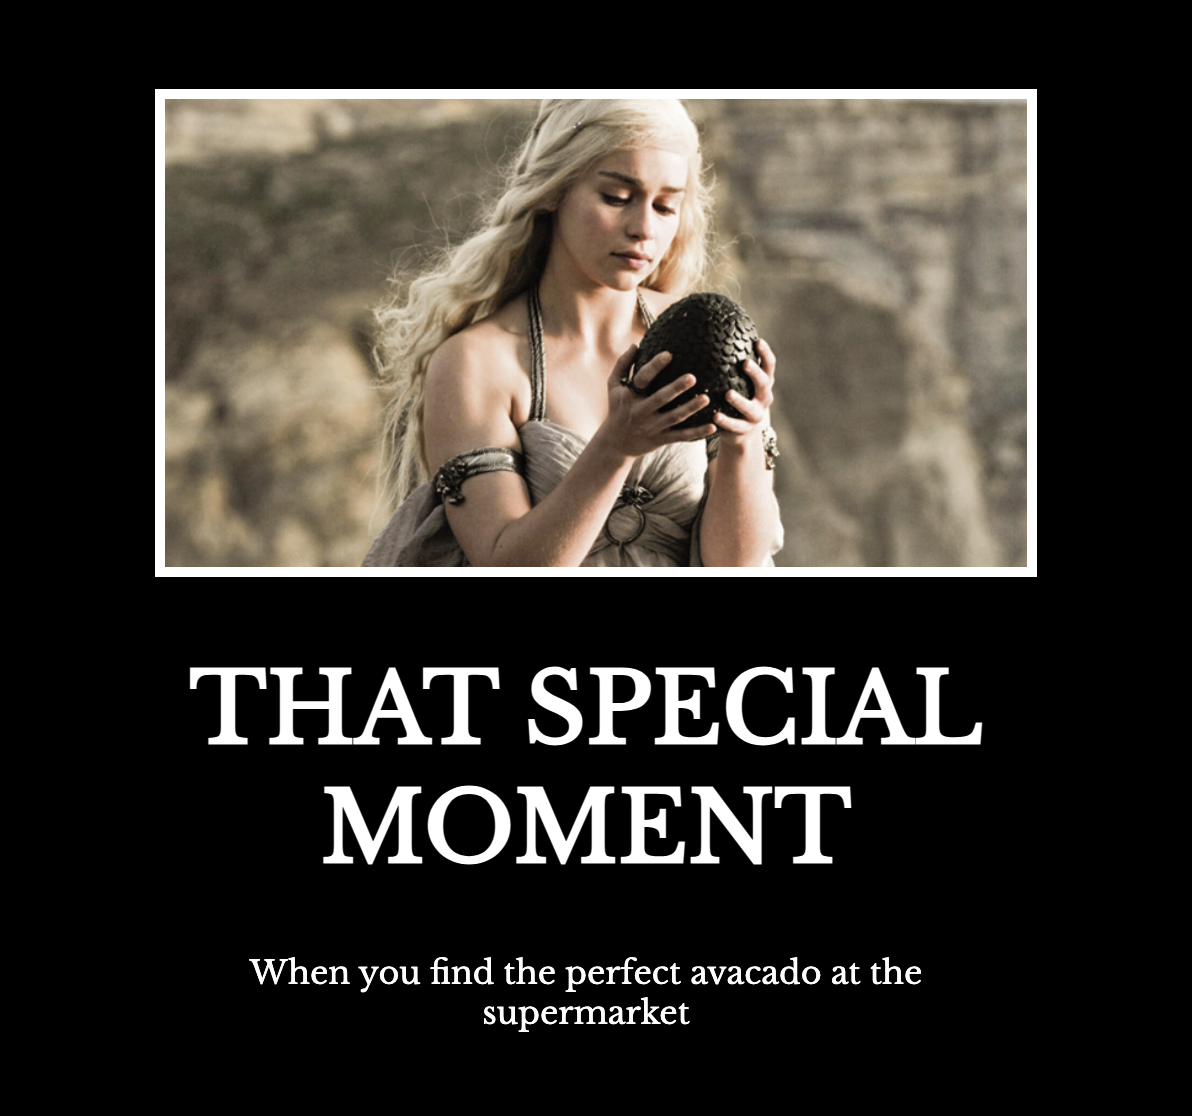 THAT SPECIAL
MOMENT
When you find the perfect avacado at the
supermarket